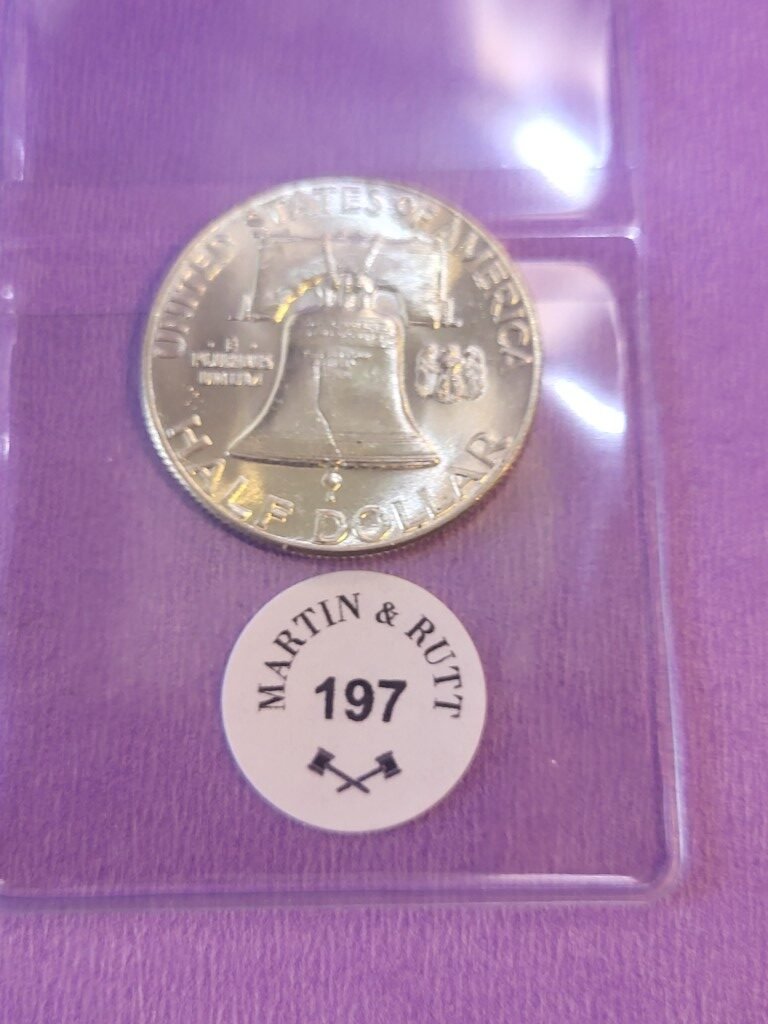 UNITED STATES OF AMERICA
PLURIBUS
UNUM
HALF DOLLAR
MARTIN & RUTT
197